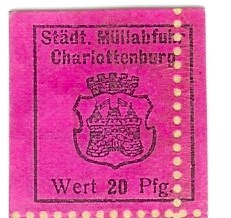 Städt. Müllabfuhr
Charlottenburg
Wert 20 Pfg.